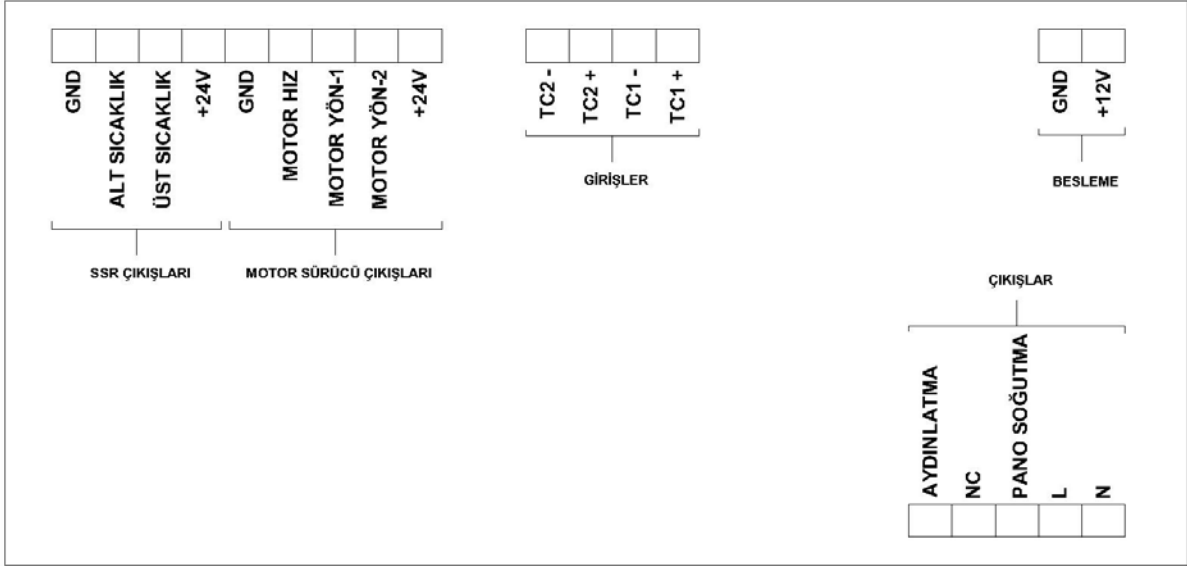 GND
ALT SICAKLIK
ÜST SICAKLIK
+24V
GND
MOTOR HIZ
MOTOR YÖN-1
MOTOR YÖN-2
+24V
SSR ÇIKIŞLARI
MOTOR SÜRÜCÜ ÇIKIŞLARI
TC2 -
TC2 +
TC1 -
TC1 +
GİRİŞLER
GND
+12V
BESLEME
ÇIKIŞLAR
AYDINLATMA
NC
PANO SOĞUTMA
L
N